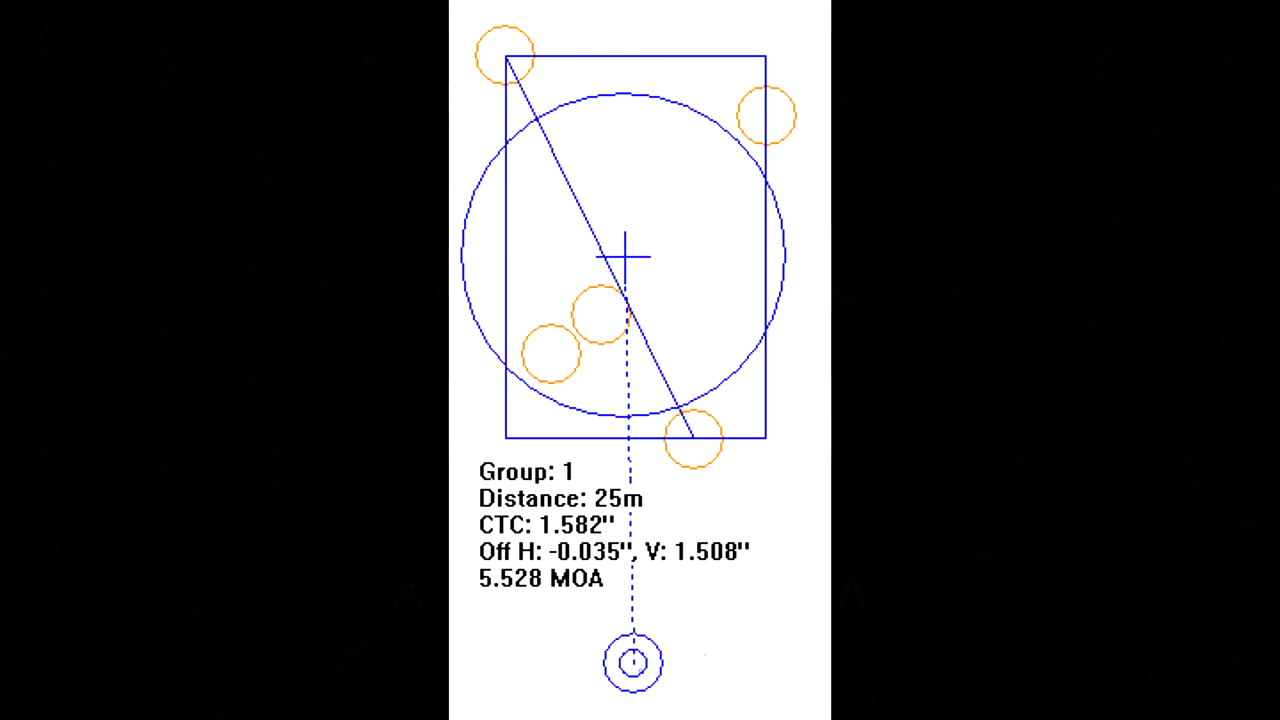 Group: 1
Distance: 25m
CTC: 1.582"
Off H: -0.035", V: 1.508"
5.528 MOA